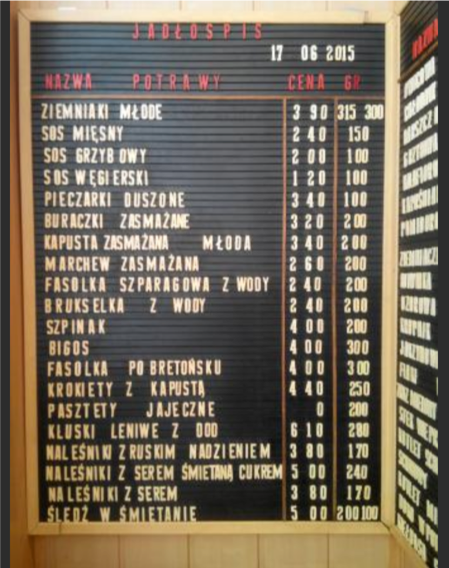 JADŁOSPIS
17 06 2015
NAZWA POTRAWY CENA GR
ZIEMNIAKI MŁODE 3 90 315 300
SOS MIĘSNY 2 40 150
SOS GRZYBOWY 2 00 100
SOS WĘGIERSKI 1 20 100
PIECZARKI DUSZONE 3 40 100
BURACZKI ZASMAŻANE 3 20 200
KAPUSTA ZASMAŻANA MŁODA 3 40 200
MARCHEW ZASMAŻANA 2 60 200
FASOLKA SZPARAGOWA Z WODY 2 40 200
BRUKSELKA Z WODY 2 40 200
SZPINAK 4 00 200
BIGOS 4 00 300
FASOLKA PO BRETOŃSKU 4 00 300
KROKIETY Z KAPUSTĄ 4 40 250
PASZTETY JAJECZNE 0 200
KLUSKI LENIWE Z DOD 6 10 280
NALEŚNIKI Z RUSKIM NADZIENIEM 3 80 170
NALEŚNIKI Z SEREM ŚMIETANĄ CUKREM 5 00 240
NALEŚNIKI Z SEREM 3 80 170
ŚLEDŹ W ŚMIETANIE 5 00 200100